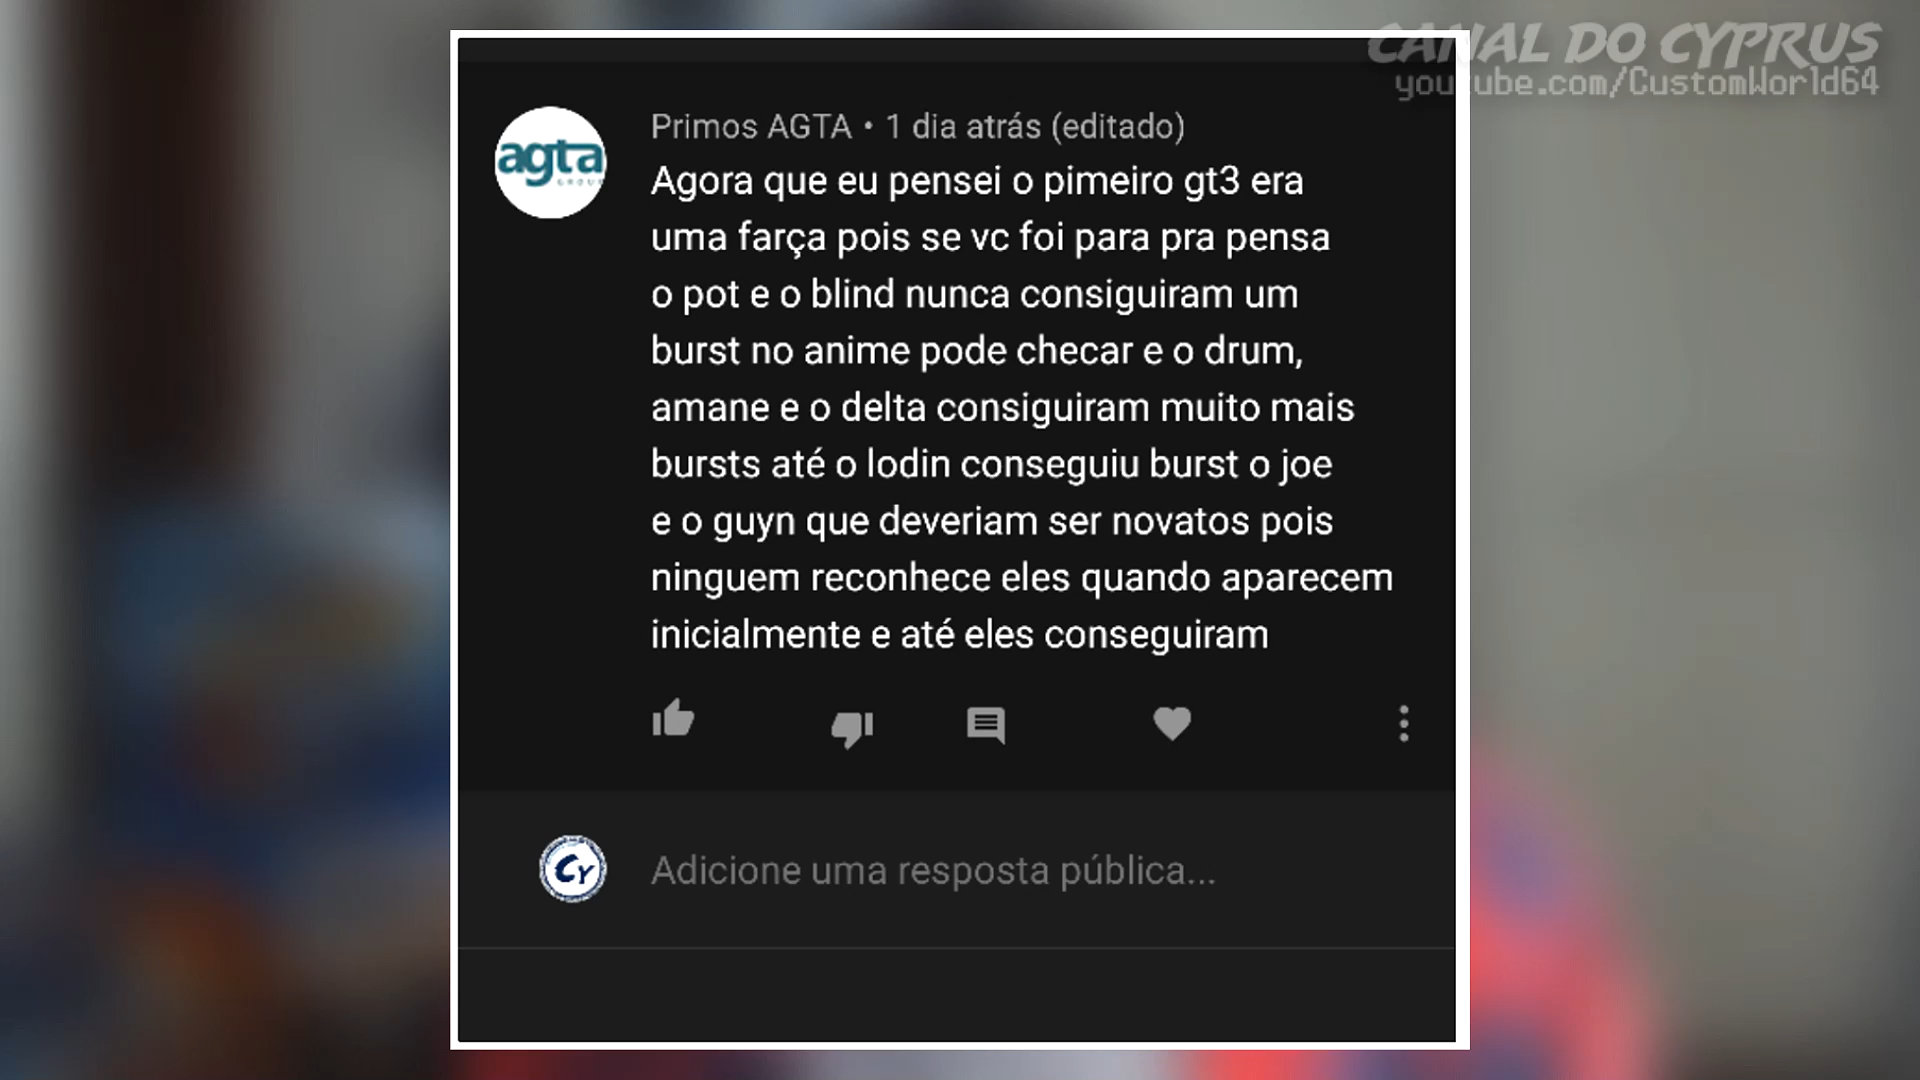 CANAL DO CYPRUS
youtube.com/CustomWorld64
agta
GROUP
Primos AGTA • 1 dia atrás (editado)
Agora que eu pensei o pimeiro gt3 era
uma farça pois se vc foi para pra pensa
o pot e o blind nunca consiguiram um
burst no anime pode checar e o drum,
amane e o delta consiguiram muito mais
bursts até o lodin conseguiu burst o joe
e o guyn que deveriam ser novatos pois
ninguem reconhece eles quando aparecem
inicialmente e até eles conseguiram
CY
Adicione uma resposta pública...